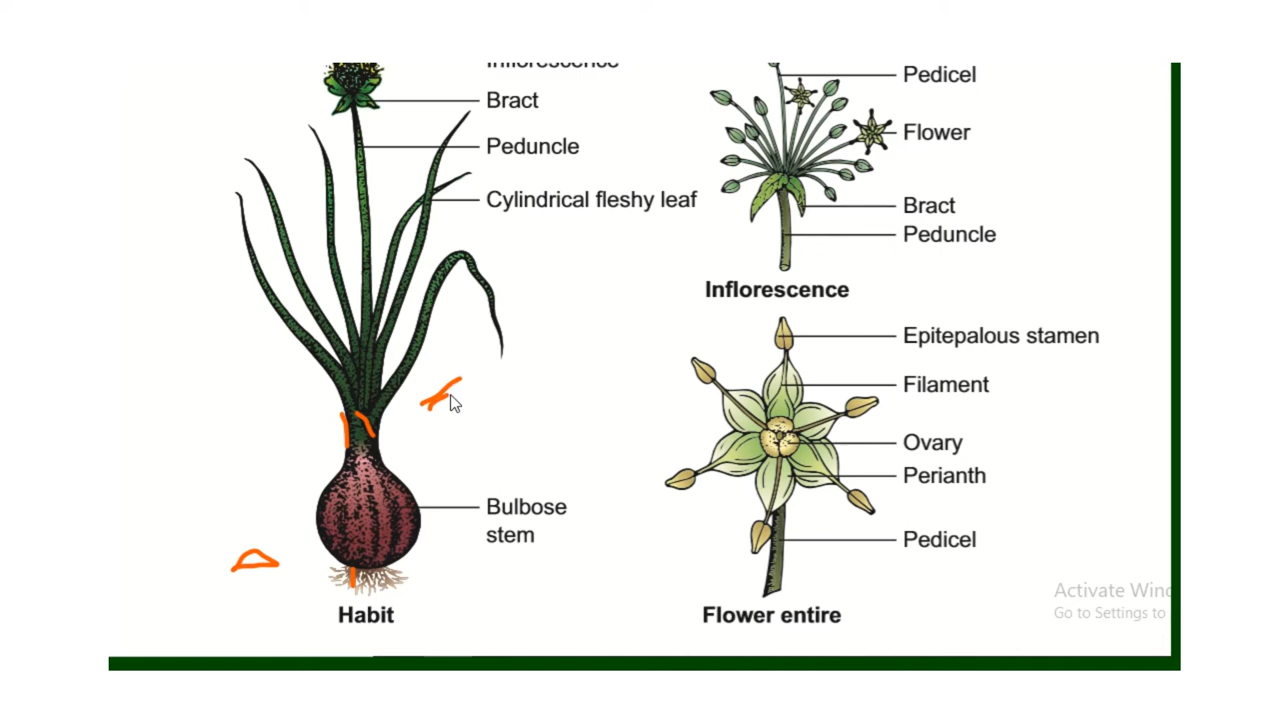 Inflorescence
Bract
Peduncle
Cylindrical fleshy leaf
Bulbose
stem
Habit
Pedicel
Flower
Bract
Peduncle
Inflorescence
Epitepalous stamen
Filament
Ovary
Perianth
Pedicel
Flower entire
Activate Wind
Go to Settings to